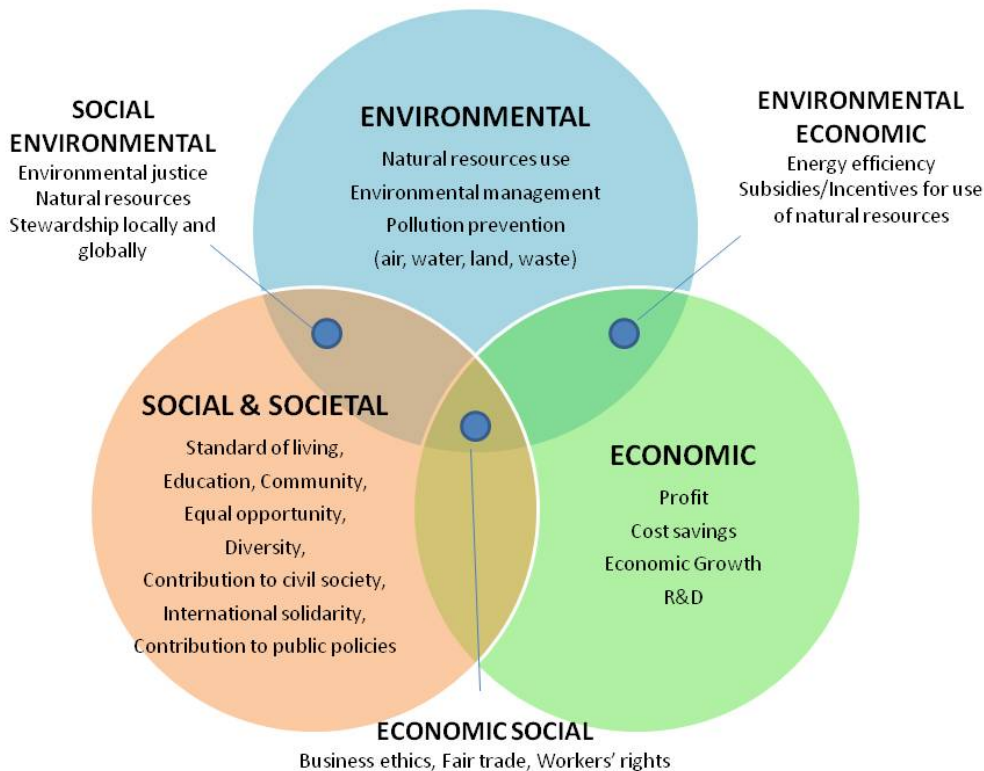 SOCIAL
ENVIRONMENTAL
Environmental justice
Natural resources
Stewardship locally and
globally
ENVIRONMENTAL
Natural resources use
Environmental management
Pollution prevention
(air, water, land, waste)
ENVIRONMENTAL
ECONOMIC
Energy efficiency
Subsidies/Incentives for use
of natural resources
SOCIAL & SOCIETAL
Standard of living,
Education, Community,
Equal opportunity,
Diversity,
Contribution to civil society,
International solidarity,
Contribution to public policies
ECONOMIC
Profit
Cost savings
Economic Growth
R&D
ECONOMIC SOCIAL
Business ethics, Fair trade, Workers' rights